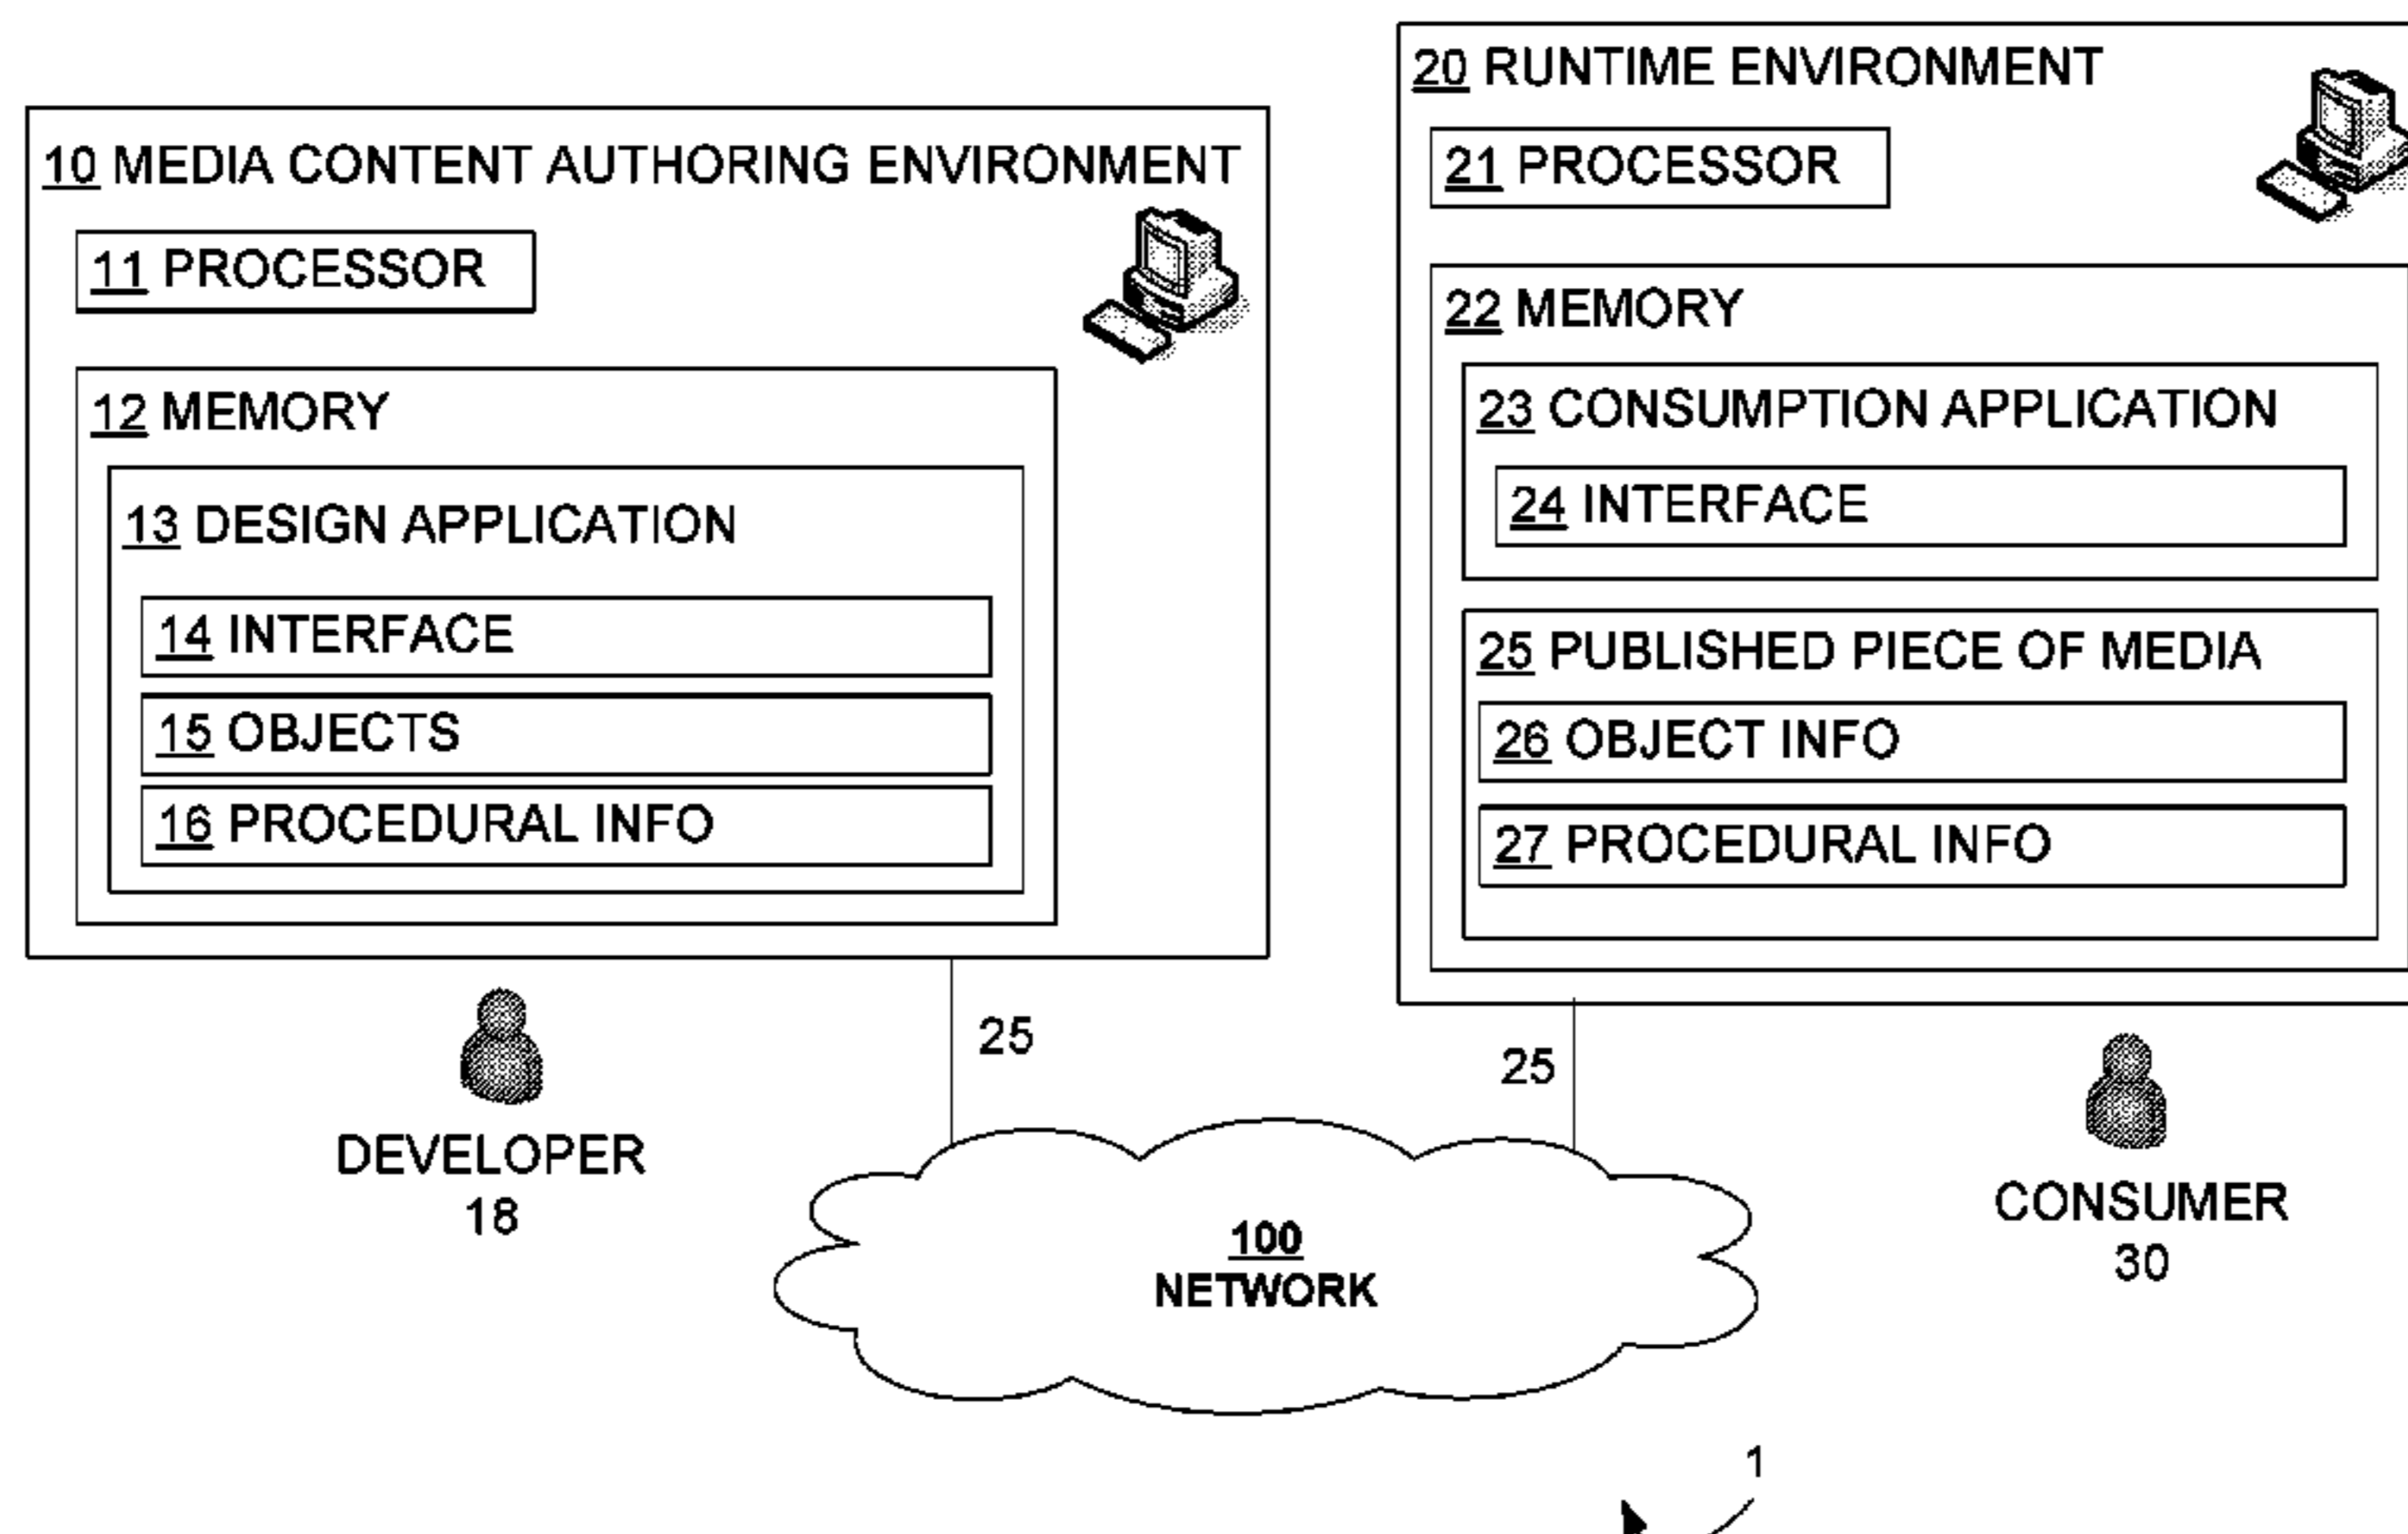 10 MEDIA CONTENT AUTHORING ENVIRONMENT
11 PROCESSOR
12 MEMORY
13 DESIGN APPLICATION
14 INTERFACE
15 OBJECTS
16 PROCEDURAL INFO
20 RUNTIME ENVIRONMENT
21 PROCESSOR
22 MEMORY
23 CONSUMPTION APPLICATION
24 INTERFACE
25 PUBLISHED PIECE OF MEDIA
26 OBJECT INFO
27 PROCEDURAL INFO
25
25
DEVELOPER
18
CONSUMER
30
100
NETWORK
1